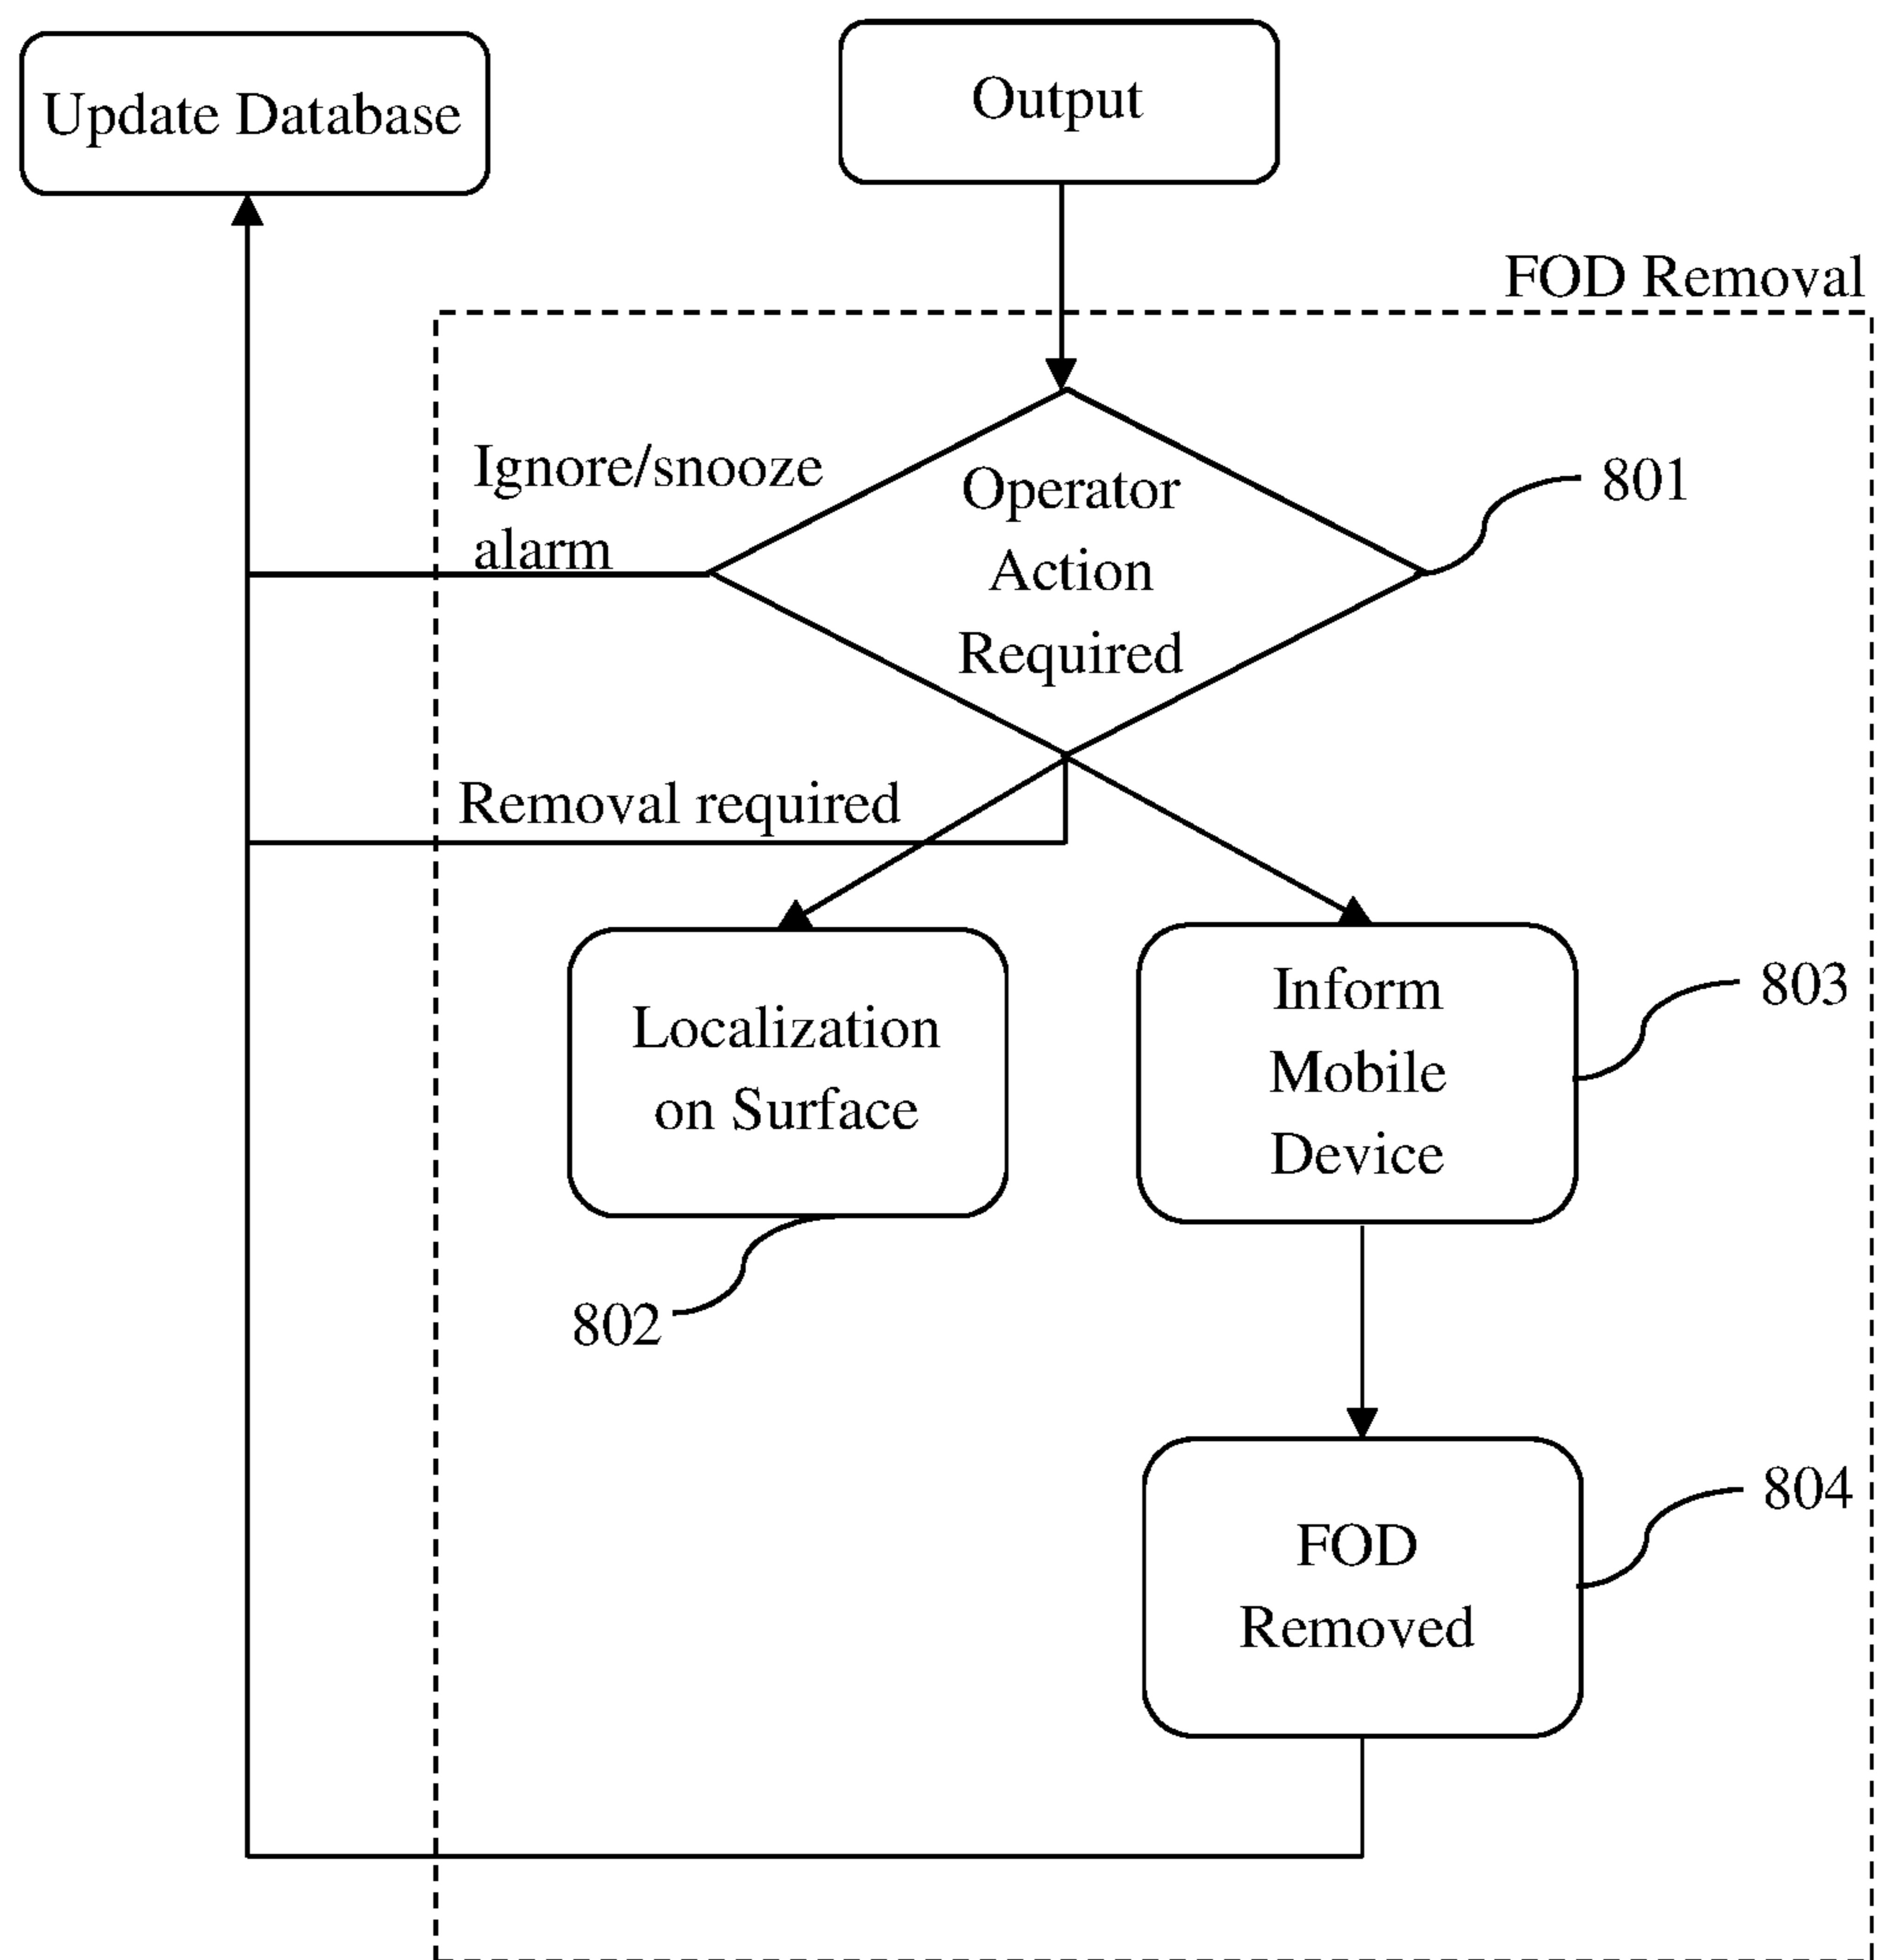 Update Database
Output
FOD Removal
Ignore/snooze
alarm
Operator
Action
Required
801
Removal required
Localization
on Surface
802
Inform
Mobile
Device
803
FOD
Removed
804